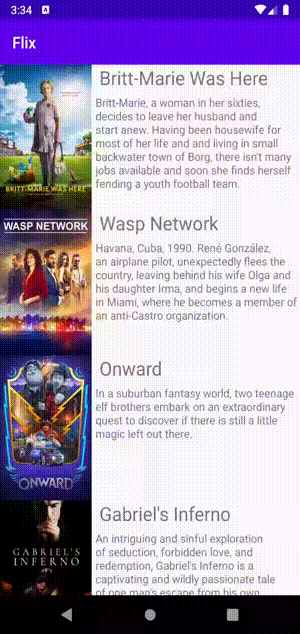 3:34
A
Flix
Britt-Marie Was Here
Britt-Marie, a woman in her sixties,
decides to leave her husband and
start anew. Having been housewife for
most of her life and and living in small
backwater town of Borg, there isn't many
jobs available and soon she finds herself
fending a youth football team.
BRITT-MARIE WAS HERE
WASP NETWORK
Wasp Network
Havana, Cuba, 1990. René González,
an airplane pilot, unexpectedly flees the
country, leaving behind his wife Olga and
his daughter Irma, and begins a new life
in Miami, where he becomes a member of
an anti-Castro organization.
Onward
In a suburban fantasy world, two teenage
elf brothers embark on an extraordinary
quest to discover if there is still a little
magic left out there.
ONWARD
Gabriel's Inferno
An intriguing and sinful exploration
of seduction, forbidden love, and
redemption, Gabriel's Inferno is a
captivating and wildly passionate tale
of one man's escape from his own
GABRIEL'S
INFERNO